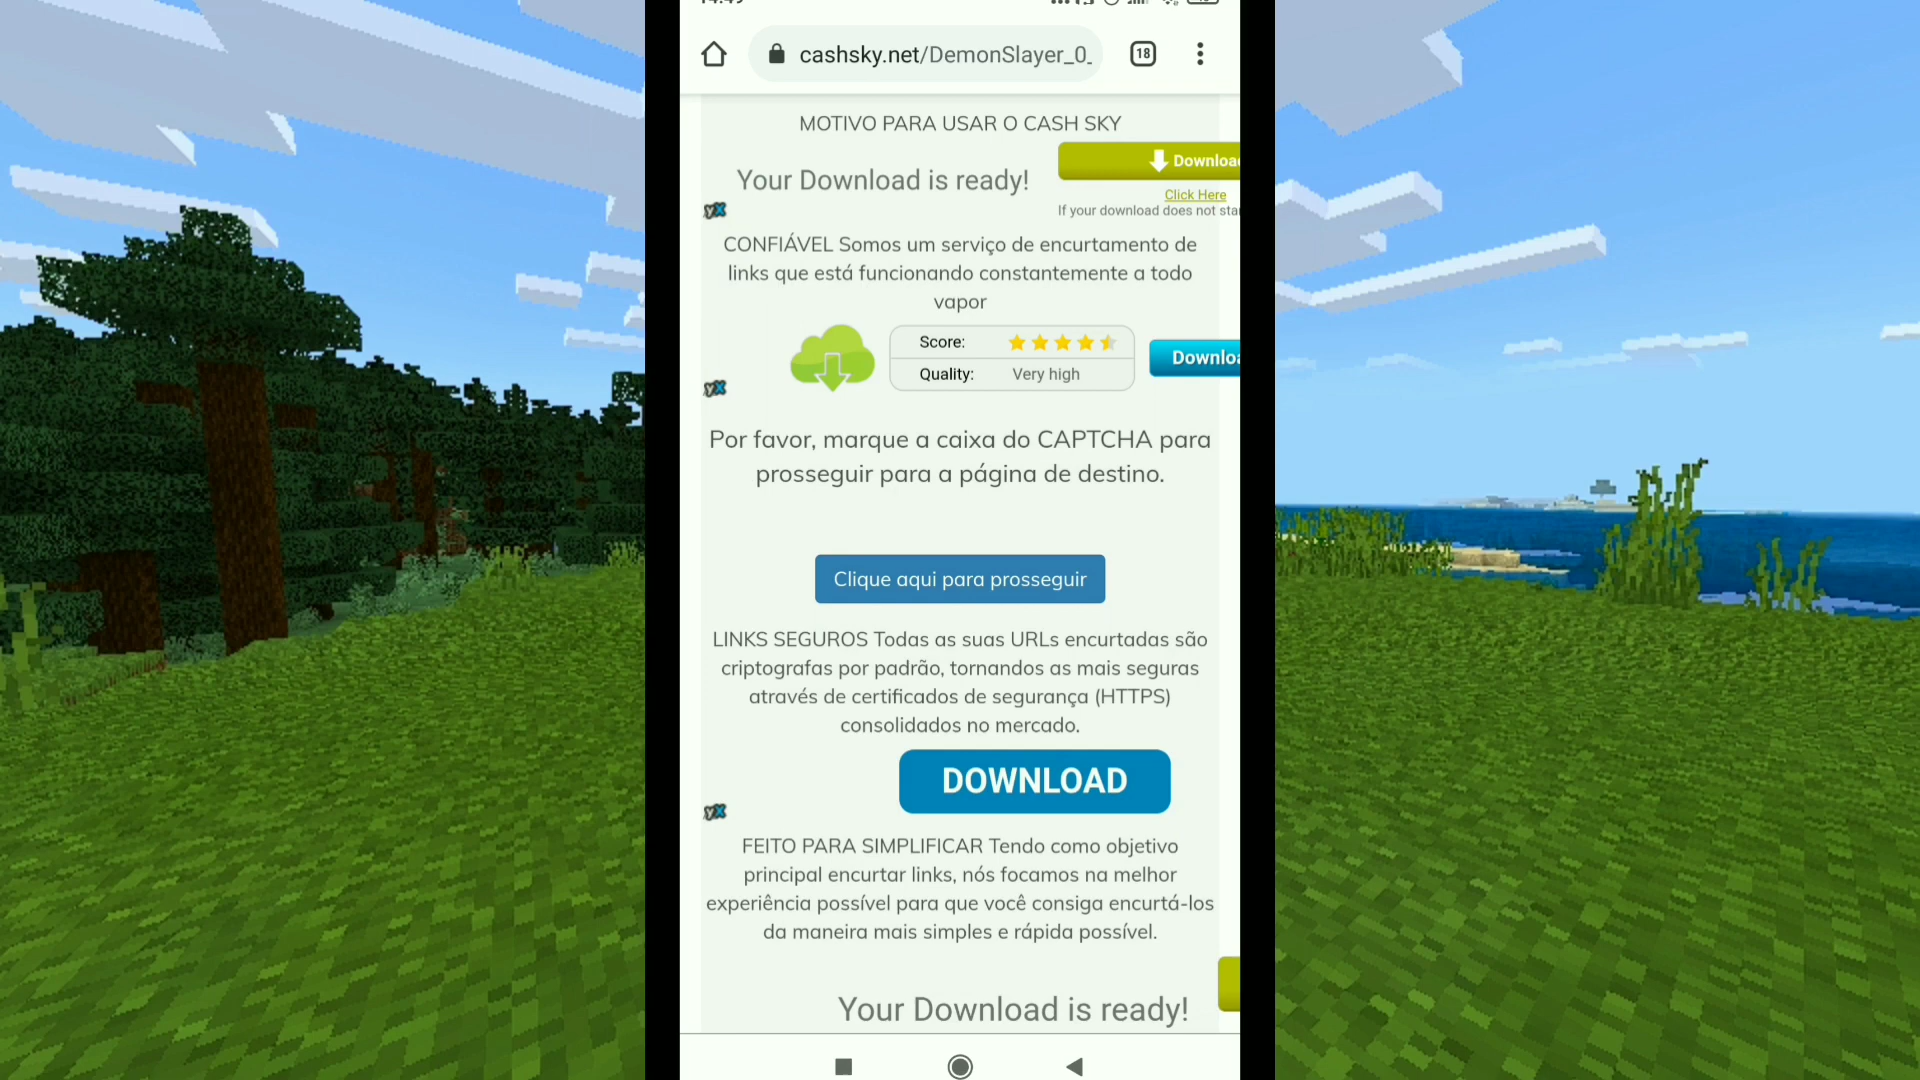 18
cashsky.net/DemonSlayer_0_
MOTIVO PARA USAR O CASH SKY
Your Download is ready!
Click Here
If your download does not
yx
CONFIÁVEL Somos um serviço de encurtamento de
links que está funcionando constantemente a todo
vapor
Score:
Quality: Very high
yx
Por favor, marque a caixa do CAPTCHA para
prosseguir para a página de destino.
Clique aqui para prosseguir
LINKS SEGUROS Todas as suas URLs encurtadas são
criptografas por padrão, tornandos as mais seguras
através de certificados de segurança (HTTPS)
consolidados no mercado.
DOWNLOAD
yx
FEITO PARA SIMPLIFICAR Tendo como objetivo
principal encurtar links, nós focamos na melhor
experiência possível para que você consiga encurtá-los
da maneira mais simples e rápida possível.
Your Download is ready!